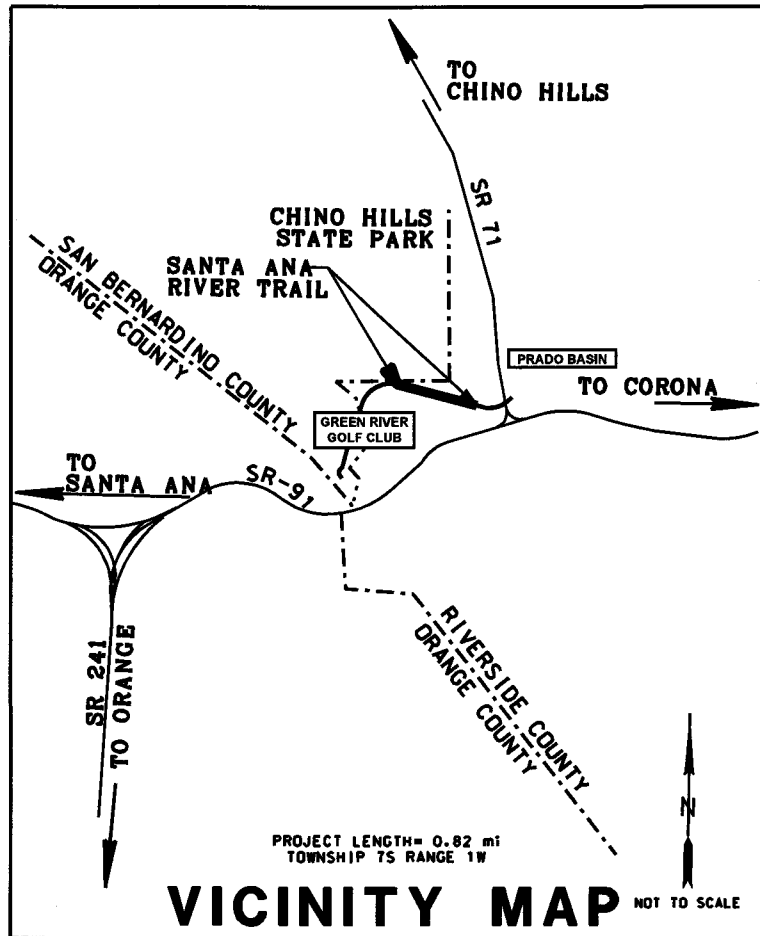 TO
CHINO HILLS
SR 71
CHINO HILLS
STATE PARK
SANTA ANA
RIVER TRAIL
SAN BERNARDINO COUNTY
ORANGE COUNTY
PRADO BASIN
TO CORONA
GREEN RIVER
GOLF CLUB
TO
SANTA ANA
SR-91
SR 241
TO ORANGE
RIVERSIDE COUNTY
ORANGE COUNTY
N
PROJECT LENGTH= 0.82 mi
TOWNSHIP 7S RANGE 1W
VICINITY MAP
NOT TO SCALE